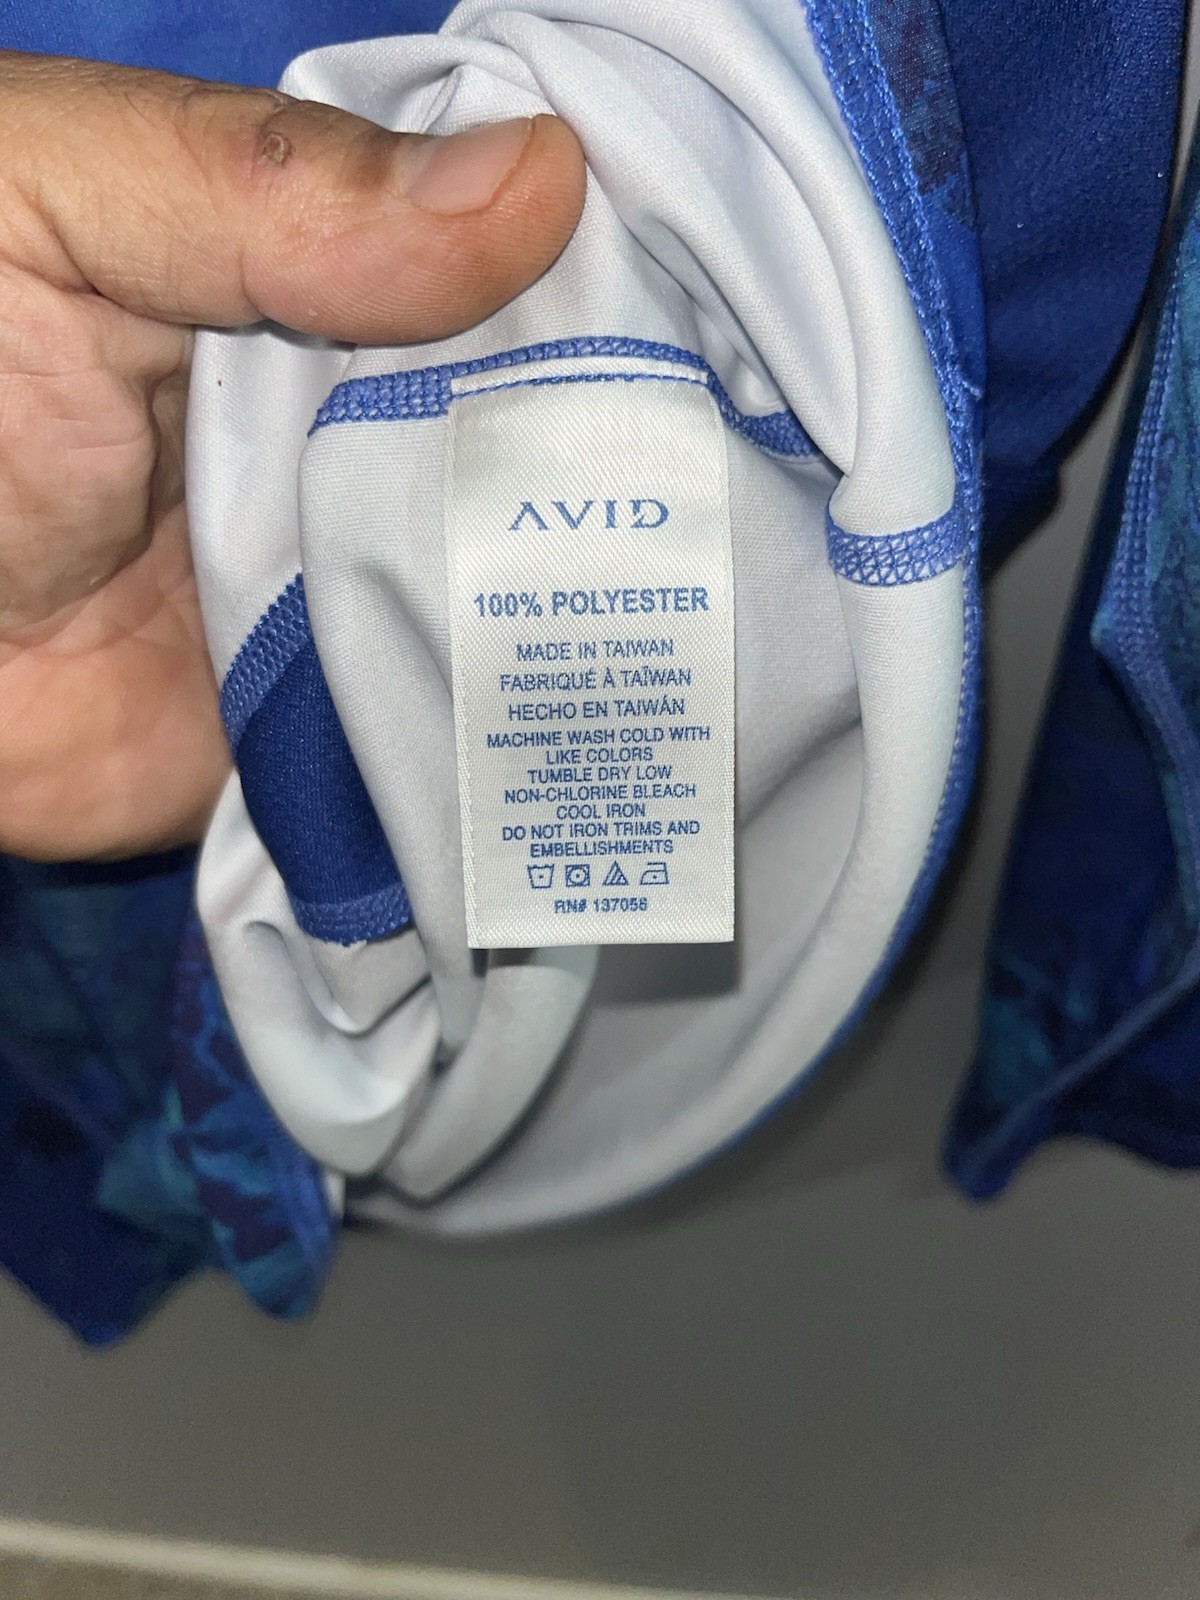 AVID
100% POLYESTER
MADE IN TAIWAN
FABRIQUÉ À TAÏWAN
HECHO EN TAIWÁN
MACHINE WASH COLD WITH
LIKE COLORS
TUMBLE DRY LOW
NON-CHLORINE BLEACH
COOL IRON
DO NOT IRON TRIMS AND
EMBELLISHMENTS
RN# 137056